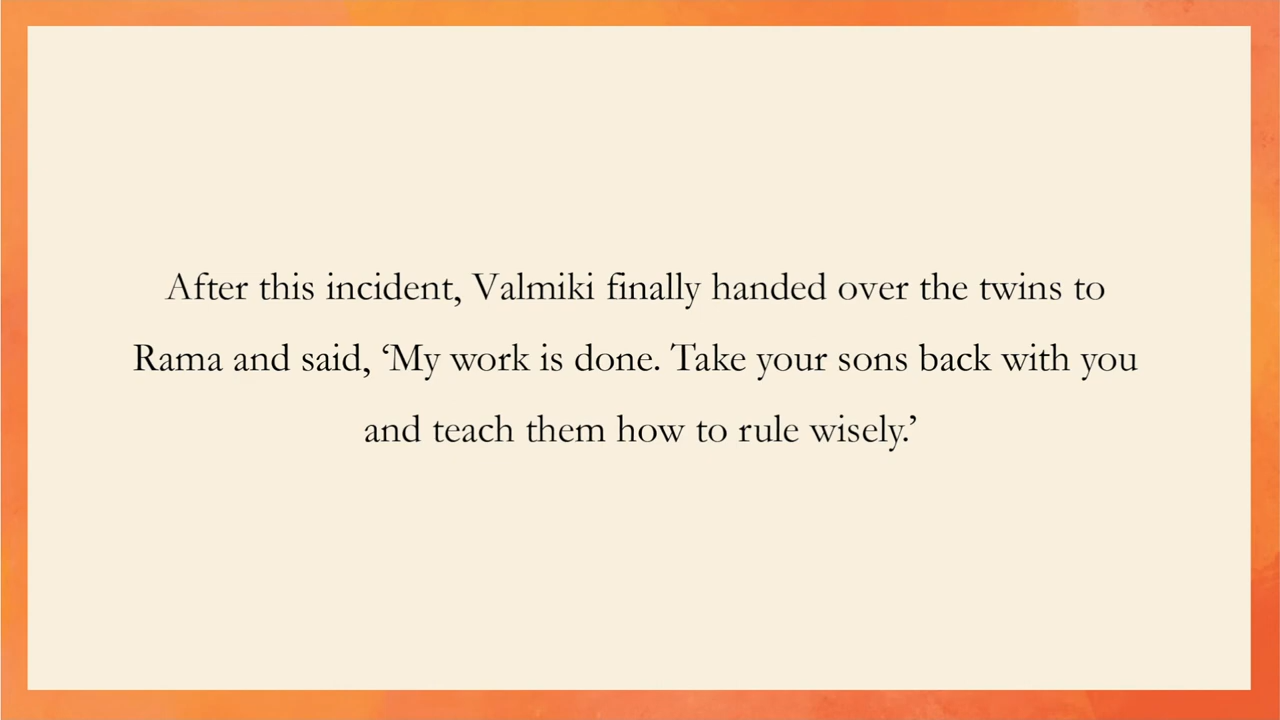 After this incident, Valmiki finally handed over the twins to
Rama and said, ‘My work is done. Take your sons back with you
and teach them how to rule wisely.’